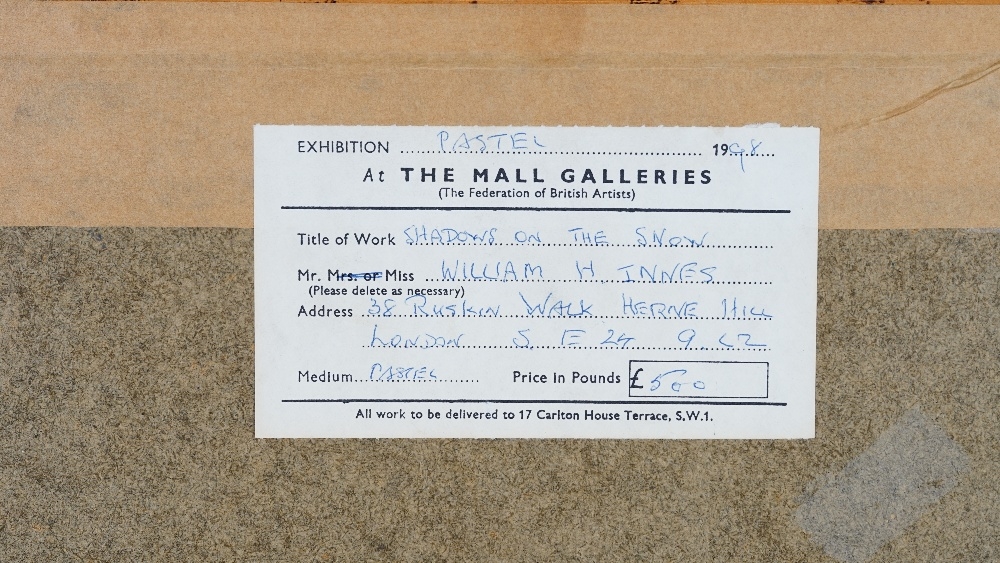 EXHIBITION PASTEL 1998
At THE MALL GALLERIES
(The Federation of British Artists)
Title of Work SHADOWS ON THE SNOW
Mr. Mrs. or Miss WILLIAM H. INNES
(Please delete as necessary)
Address 38 RUSKIN WALK HERNE HILL
LONDON S.E 24 9.LZ
Medium PASTEL Price in Pounds £ 500
All work to be delivered to 17 Carlton House Terrace, S.W.1.